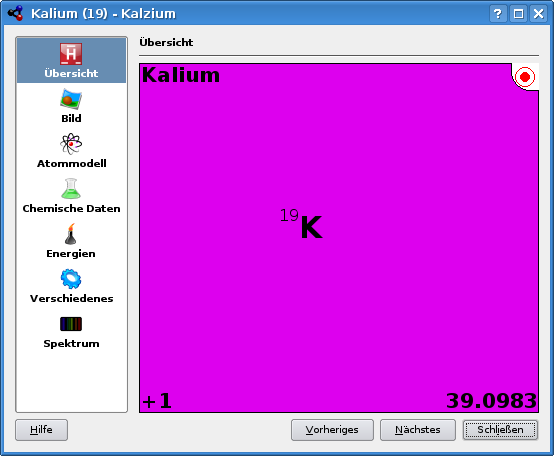 Kalium (19) - Kalzium
Übersicht
Bild
Atommodell
Chemische Daten
Energien
Verschiedenes
Spektrum
Übersicht
Kalium
19K
+1 39.0983
Hilfe Vorheriges Nächstes Schließen